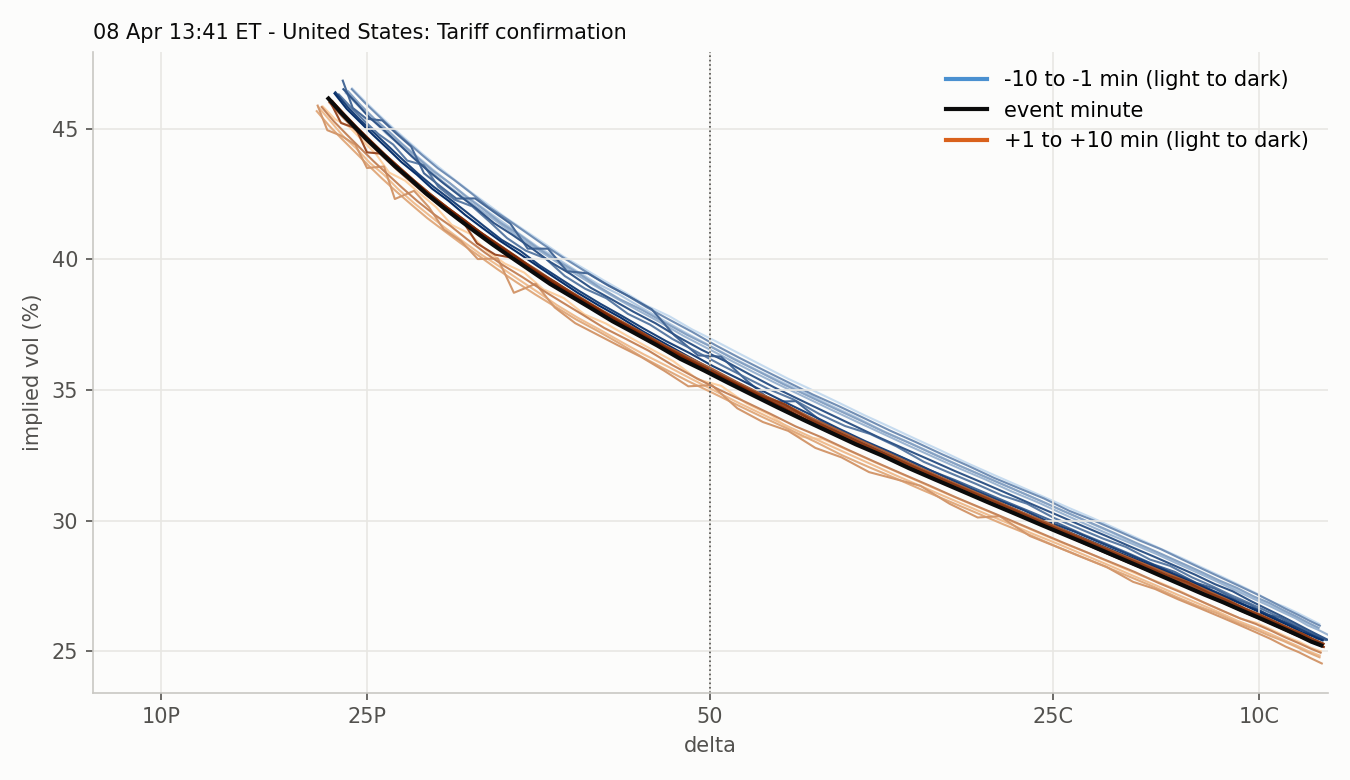 08 Apr 13:41 ET - United States: Tariff confirmation
-10 to -1 min (light to dark)
event minute
+1 to +10 min (light to dark)
45
40
35
30
25
implied vol (%)
10P 25P 50 25C 10C
delta